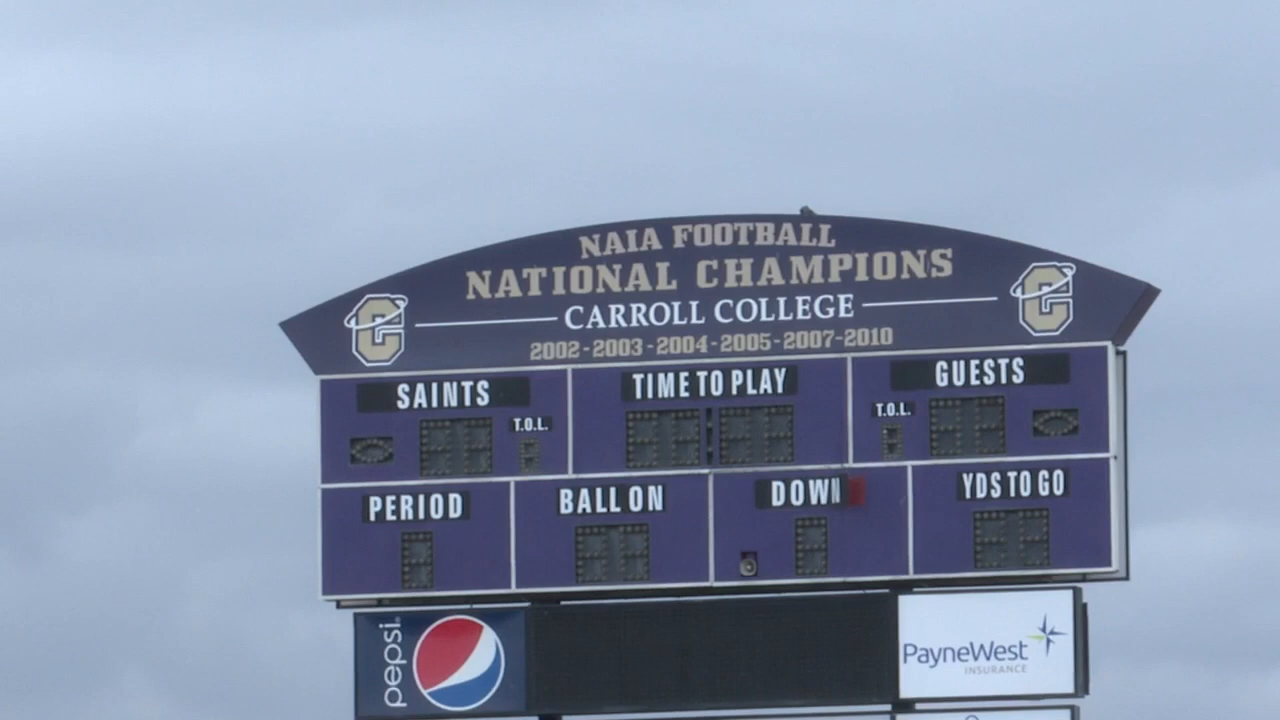 NAIA FOOTBALL
NATIONAL CHAMPIONS
CARROLL COLLEGE
2002-2003-2004-2005-2007-2010
C
C
SAINTS
TIME TO PLAY
GUESTS
T.O.L.
T.O.L.
PERIOD
BALL ON
DOWN
YDS TO GO
pepsi
PayneWest
INSURANCE